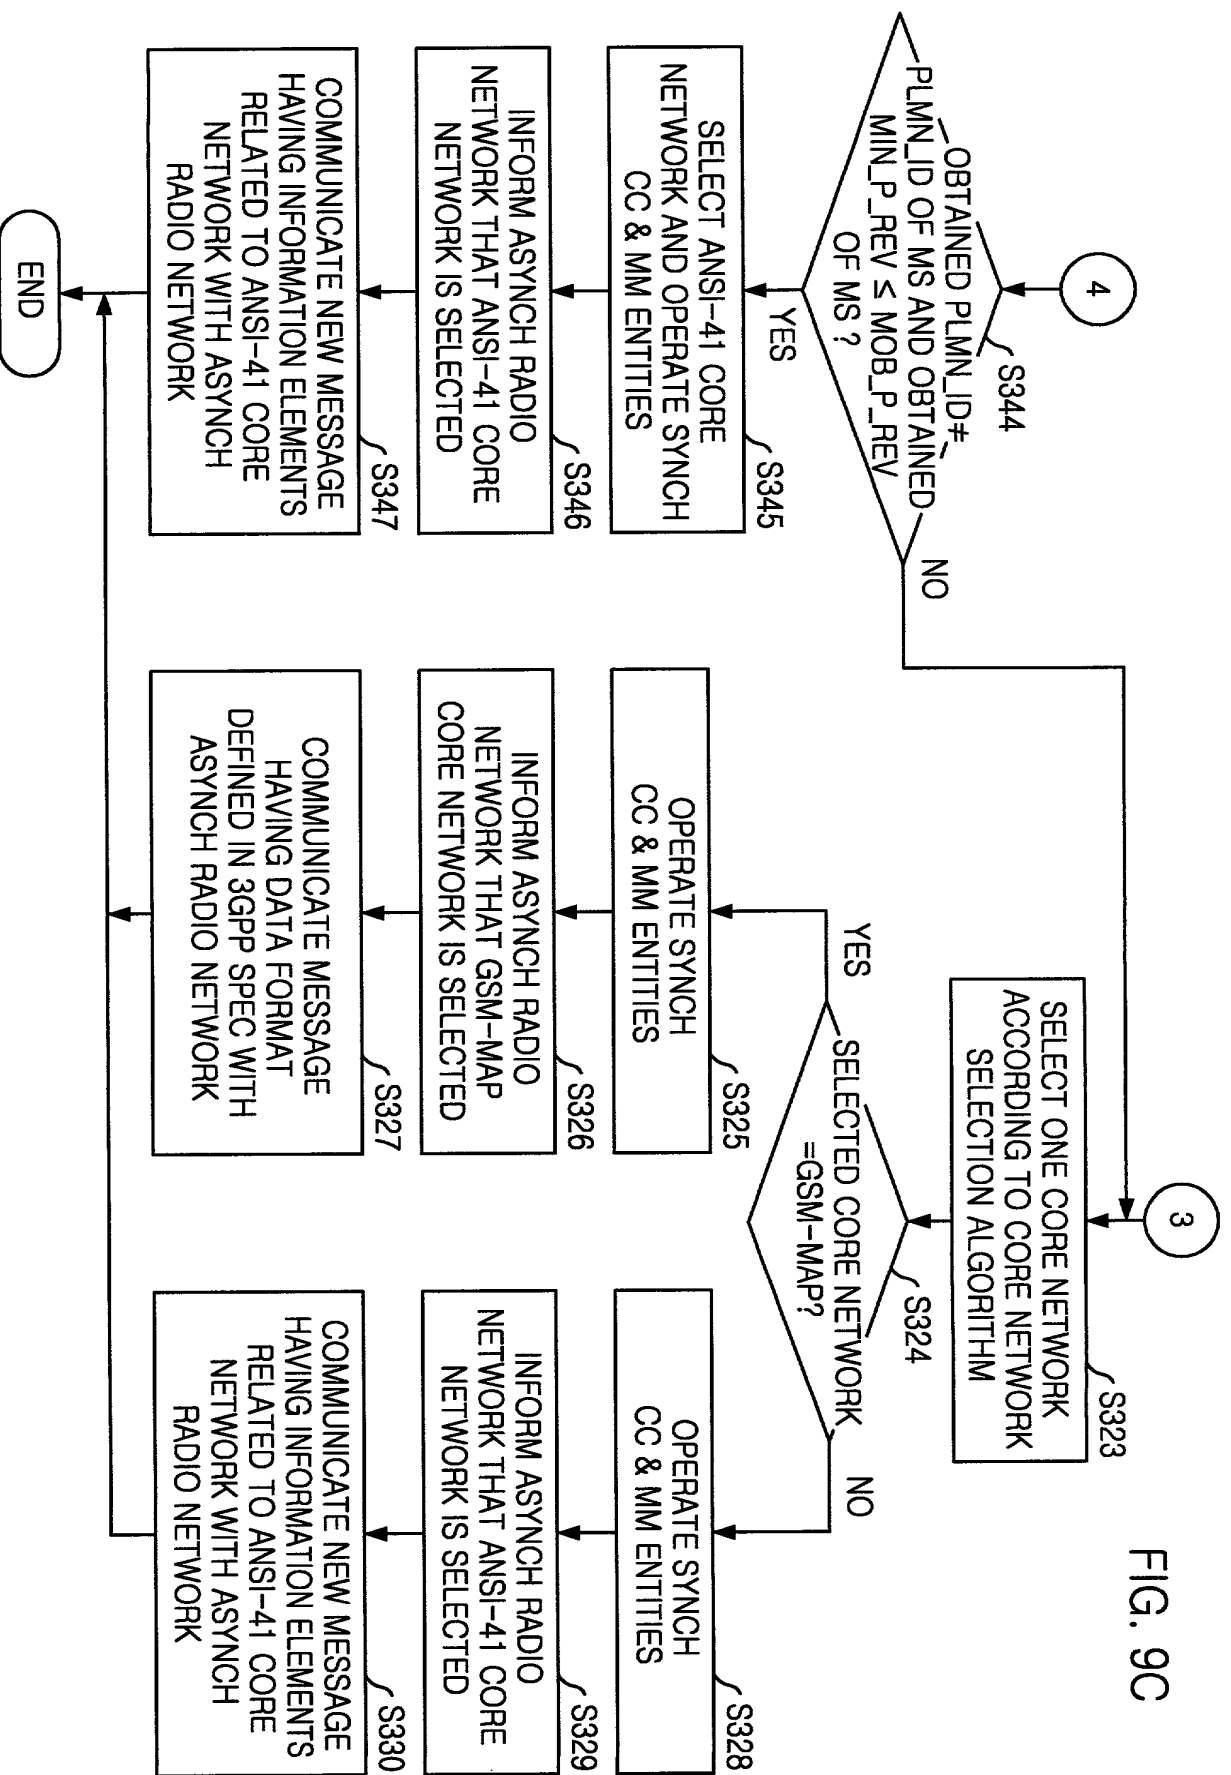 FIG. 9C
4
S344
OBTAINED PLMN_ID≠
PLMN_ID OF MS AND OBTAINED
MIN_P_REV ≤ MOB_P_REV
OF MS ?
NO
YES
S345
SELECT ANSI-41 CORE
NETWORK AND OPERATE SYNCH
CC & MM ENTITIES
S346
INFORM ASYNCH RADIO
NETWORK THAT ANSI-41 CORE
NETWORK IS SELECTED
S347
COMMUNICATE NEW MESSAGE
HAVING INFORMATION ELEMENTS
RELATED TO ANSI-41 CORE
NETWORK WITH ASYNCH
RADIO NETWORK
END
3
S323
SELECT ONE CORE NETWORK
ACCORDING TO CORE NETWORK
SELECTION ALGORITHM
S324
SELECTED CORE NETWORK
=GSM-MAP?
YES
NO
S325
OPERATE SYNCH
CC & MM ENTITIES
S326
INFORM ASYNCH RADIO
NETWORK THAT GSM-MAP
CORE NETWORK IS SELECTED
S327
COMMUNICATE MESSAGE
HAVING DATA FORMAT
DEFINED IN 3GPP SPEC WITH
ASYNCH RADIO NETWORK
S328
OPERATE SYNCH
CC & MM ENTITIES
S329
INFORM ASYNCH RADIO
NETWORK THAT ANSI-41 CORE
NETWORK IS SELECTED
S330
COMMUNICATE NEW MESSAGE
HAVING INFORMATION ELEMENTS
RELATED TO ANSI-41 CORE
NETWORK WITH ASYNCH
RADIO NETWORK